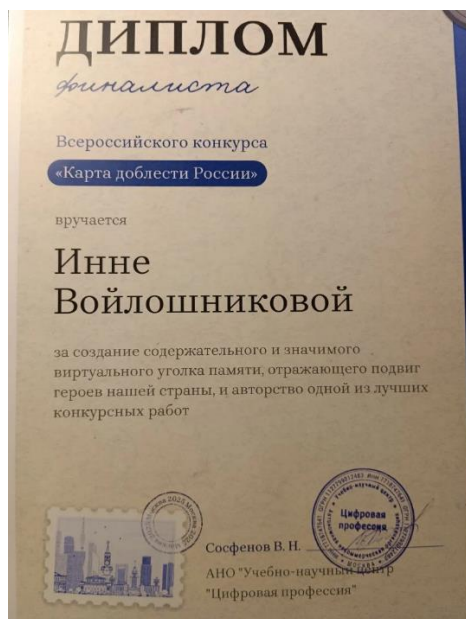 ДИПЛОМ
финалиста
Всероссийского конкурса
«Карта доблести России»
вручается
Инне
Войлошниковой
за создание содержательного и значимого
виртуального уголка памяти, отражающего подвиг
героев нашей страны, и авторство одной из лучших
конкурсных работ
Цифровая
профессия
Сосфенов В. Н.
АНО "Учебно-научный центр
"Цифровая профессия"